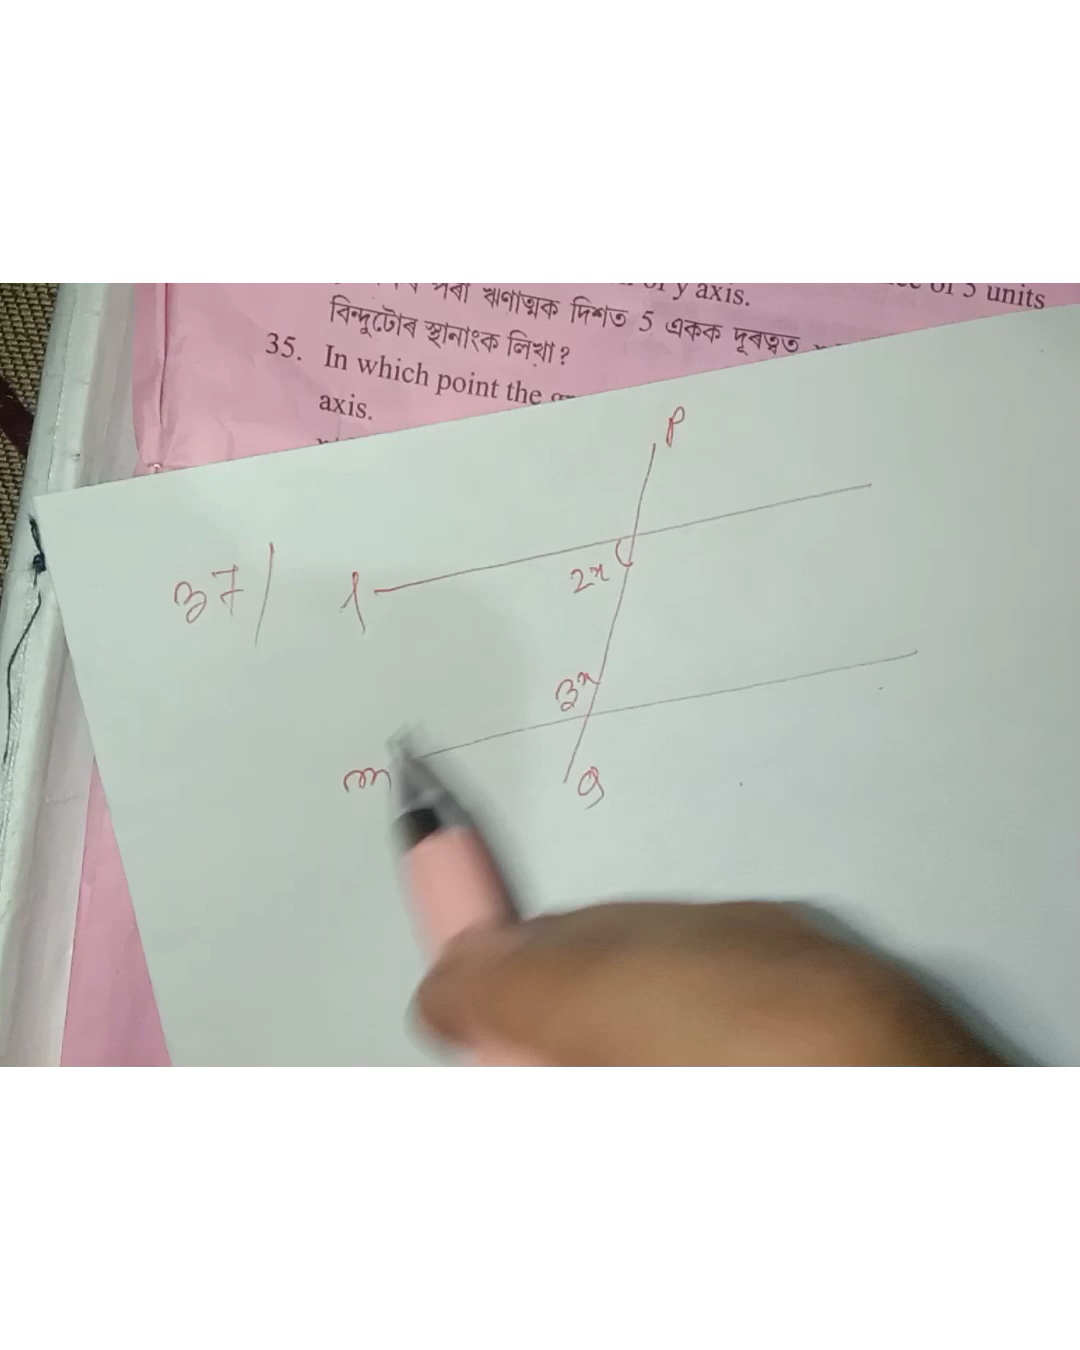 y axis.
of 5 units
ঋণাত্মক দিশত 5 একক দূৰত্বত
বিন্দুটোৰ স্থানাংক লিখা?
35. In which point the
axis.
P
37/
l
2x
3x
m
q